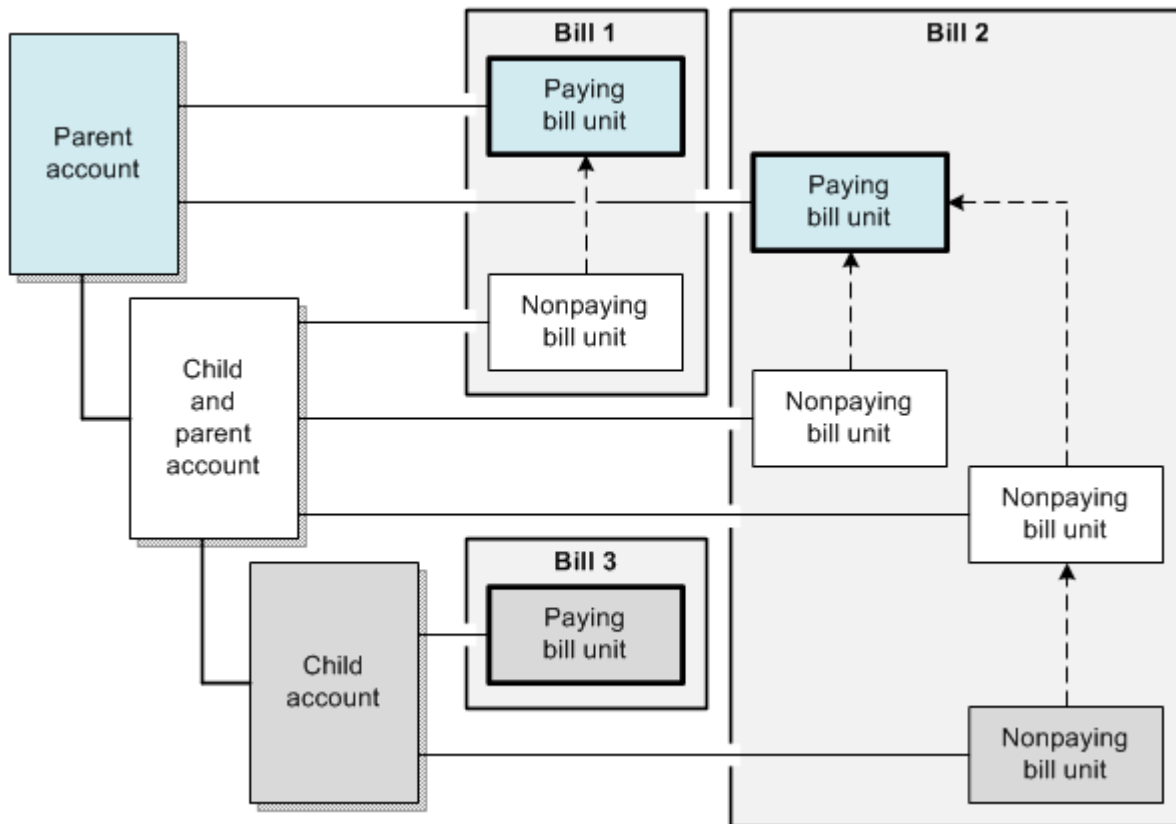 Bill 1
Bill 2
Paying
bill unit
Parent
account
Paying
bill unit
Nonpaying
bill unit
Child
and
parent
account
Nonpaying
bill unit
Nonpaying
bill unit
Bill 3
Paying
bill unit
Child
account
Nonpaying
bill unit